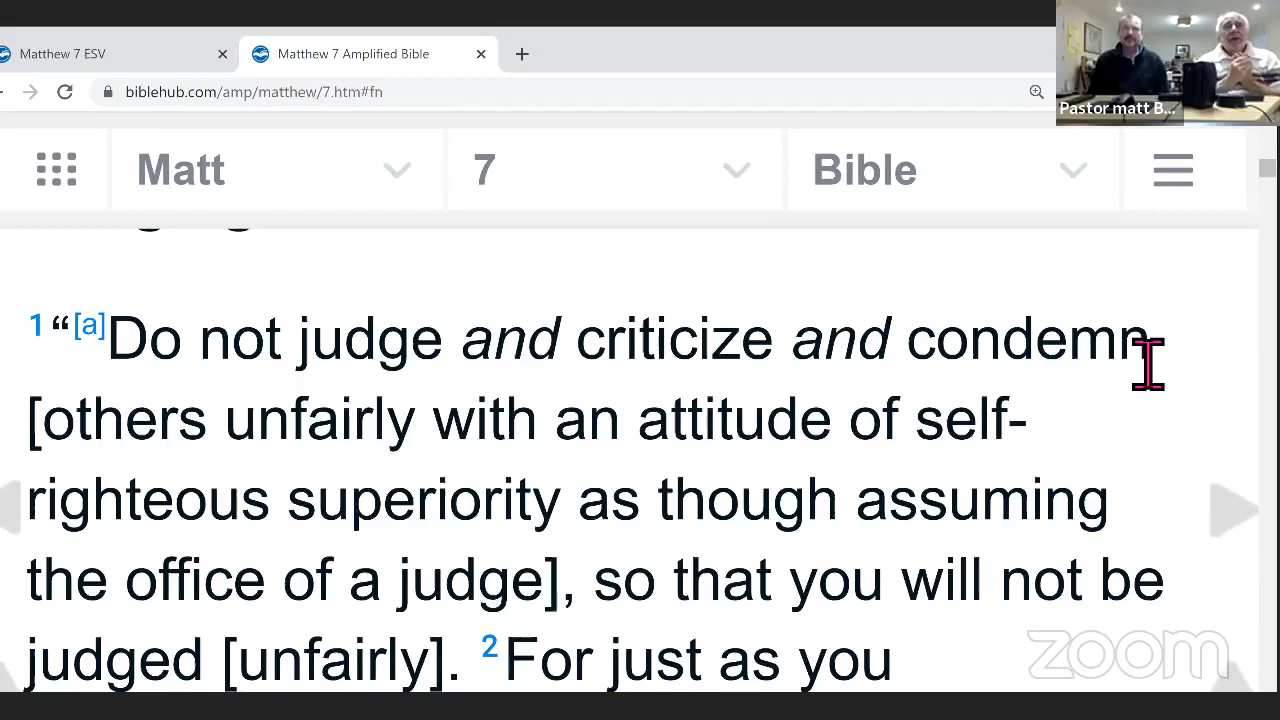 Matthew 7 ESV
Matthew 7 Amplified Bible
biblehub.com/amp/matthew/7.htm#fn
Pastor matt B...
Matt
7
Bible
1 “[a]Do not judge and criticize and condemn
[others unfairly with an attitude of self-
righteous superiority as though assuming
the office of a judge], so that you will not be
judged [unfairly]. 2 For just as you
zoom